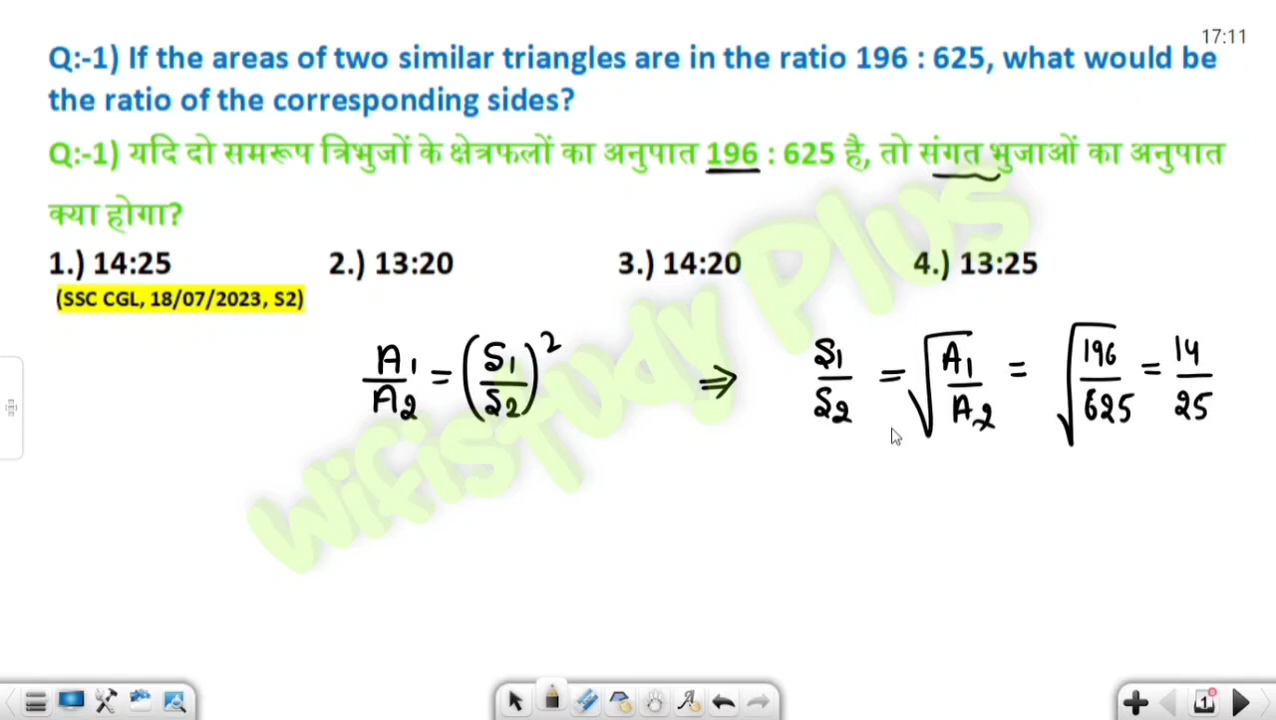 17:11
Q:-1) If the areas of two similar triangles are in the ratio 196 : 625, what would be
the ratio of the corresponding sides?
Q:-1) यदि दो समरूप त्रिभुजों के क्षेत्रफलों का अनुपात 196 : 625 है, तो संगत भुजाओं का अनुपात
क्या होगा?
1.) 14:25 2.) 13:20 3.) 14:20 4.) 13:25
(SSC CGL, 18/07/2023, S2)
A1/A2 = (S1/S2)² ⇒ S1/S2 = √(A1/A2) = √(196/625) = 14/25
Wifistudy Plus
1